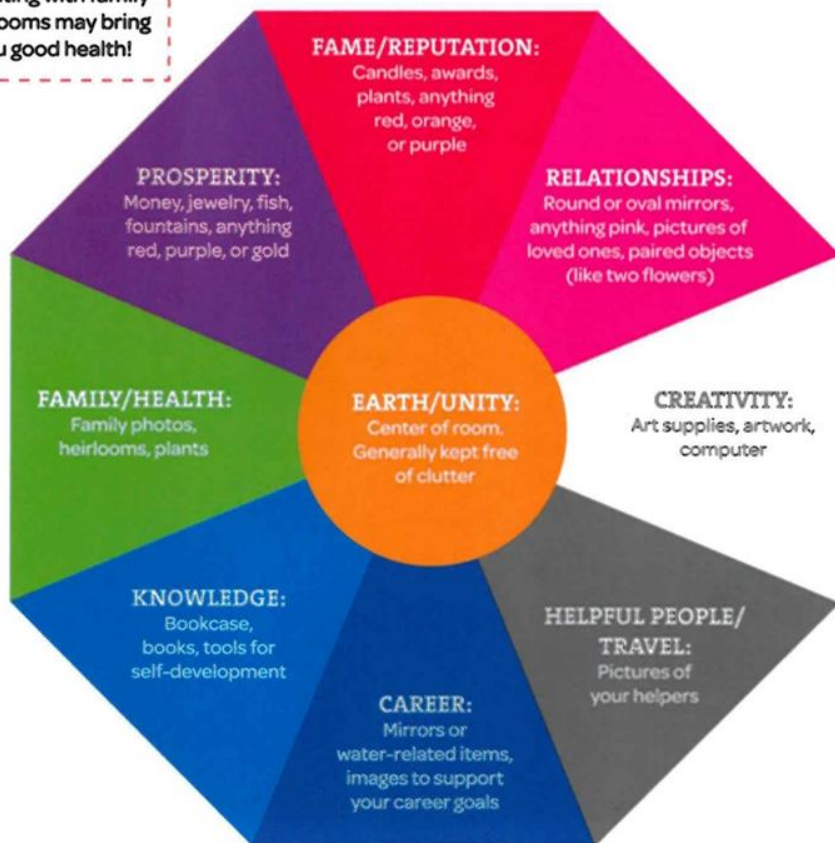 with family
ooms may bring
u good health!
FAME/REPUTATION:
Candles, awards,
plants, anything
red, orange,
or purple
PROSPERITY:
Money, jewelry, fish,
fountains, anything
red, purple, or gold
RELATIONSHIPS:
Round or oval mirrors,
anything pink, pictures of
loved ones, paired objects
(like two flowers)
FAMILY/HEALTH:
Family photos,
heirlooms, plants
EARTH/UNITY:
Center of room.
Generally kept free
of clutter
CREATIVITY:
Art supplies, artwork,
computer
KNOWLEDGE:
Bookcase,
books, tools for
self-development
HELPFUL PEOPLE/
TRAVEL:
Pictures of
your helpers
CAREER:
Mirrors or
water-related items,
images to support
your career goals